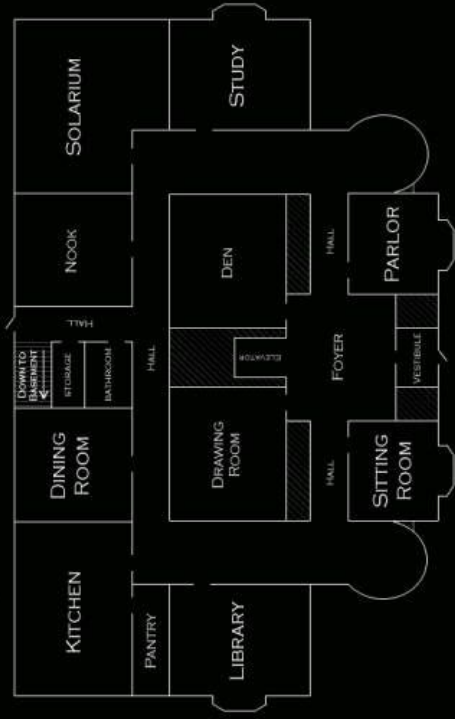 SOLARIUM
STUDY
NOOK
DEN
HALL
PARLOR
HALL
DOWN TO
BASEMENT
STORAGE
BATHROOM
HALL
ELEVATOR
FOYER
VESTIBULE
DINING
ROOM
DRAWING
ROOM
HALL
SITTING
ROOM
KITCHEN
PANTRY
LIBRARY